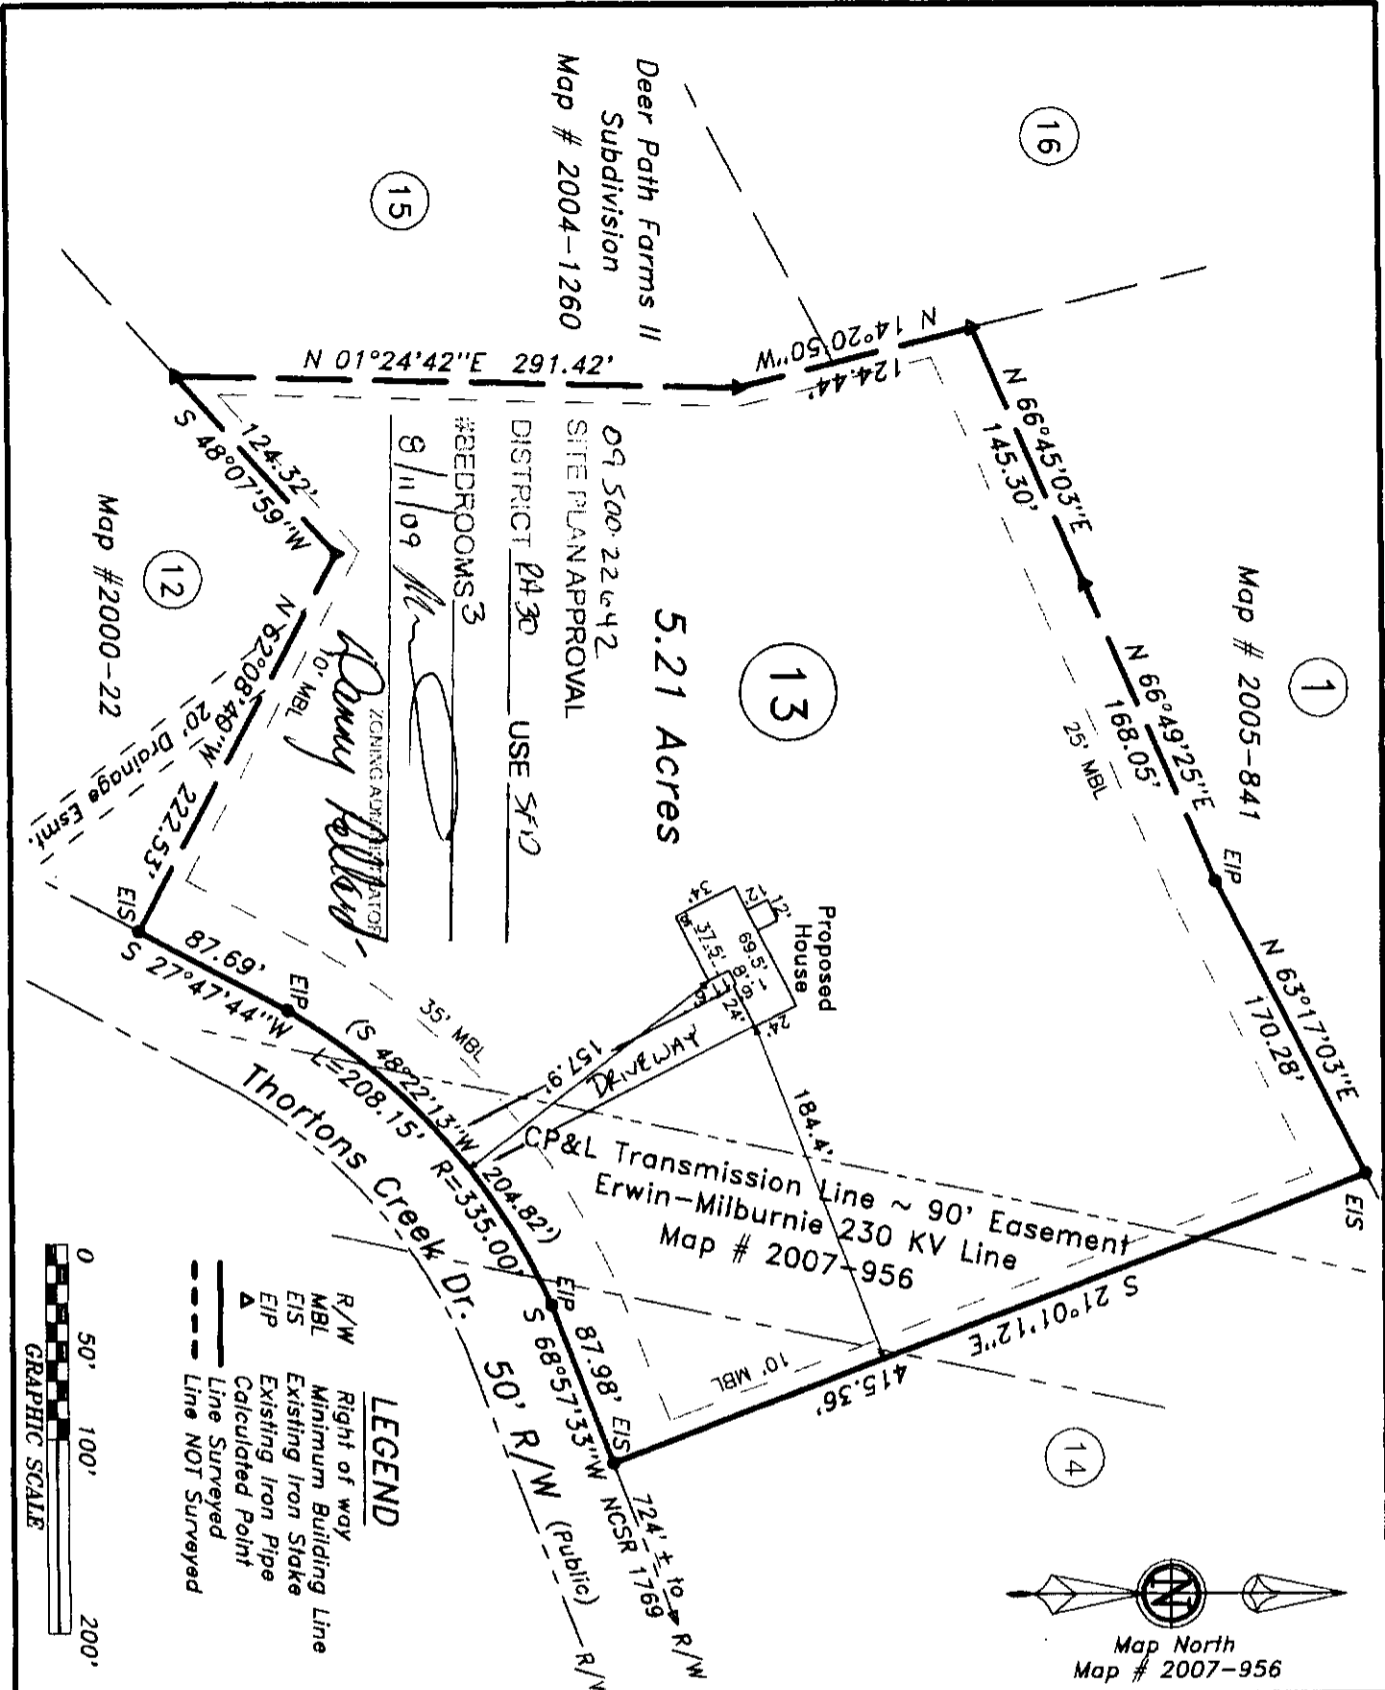 Deer Path Farms II
Subdivision
Map # 2004-1260
16
15
N 14°20'50"W
124.44'
N 01°24'42"E 291.42'
N 66°45'03"E
145.30'
N 66°49'25"E
168.05'
EIP
N 63°17'03"E
170.28'
EIS
Map # 2005-841
1
25' MBL
13
5.21 Acres
09 500 22642
SITE PLAN APPROVAL
DISTRICT RA30 USE SFD
#BEDROOMS 3
8/11/09
ZONING ADMINISTRATOR
124.32'
S 48°07'59"W
12
Map #2000-22
N 62°08'40"W 222.53'
10' MBL
20' Drainage Esmt.
EIS
87.69'
S 27°47'44"W
EIP
(S 48°22'13"W 204.82')
L=208.15' R=335.00'
35' MBL
Proposed
House
12'
12'
34'
69.5'
37.5'
8'
24'
24'
157.9'
DRIVEWAY
184.4'
CP&L Transmission Line ~ 90' Easement
Erwin-Milburnie 230 KV Line
Map # 2007-956
S 21°01'12"E
415.36'
10' MBL
14
EIP
87.98'
EIS
S 68°57'33"W
724' ± to R/W
NCSR 1769
Thortons Creek Dr. 50' R/W (Public)
R/W
LEGEND
R/W Right of way
MBL Minimum Building Line
EIS Existing Iron Stake
EIP Existing Iron Pipe
Δ Calculated Point
Line Surveyed
Line NOT Surveyed
0 50' 100' 200'
GRAPHIC SCALE
N
Map North
Map # 2007-956